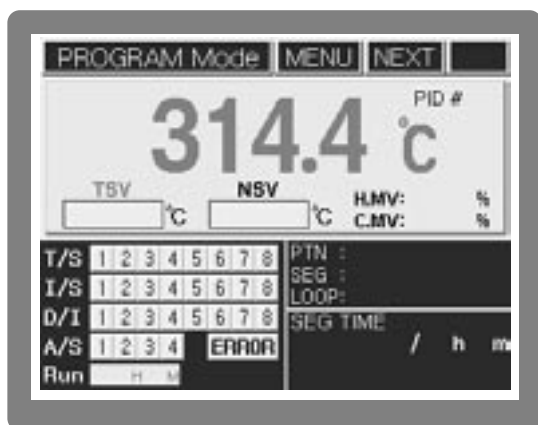 PROGRAM Mode MENU NEXT
PID #
314.4 °C
TSV NSV
°C °C H.MV: %
C.MV: %
T/S 1 2 3 4 5 6 7 8
I/S 1 2 3 4 5 6 7 8
D/I 1 2 3 4 5 6 7 8
A/S 1 2 3 4 ERROR
Run H M
PTN :
SEG :
LOOP:
SEG TIME
/ h m